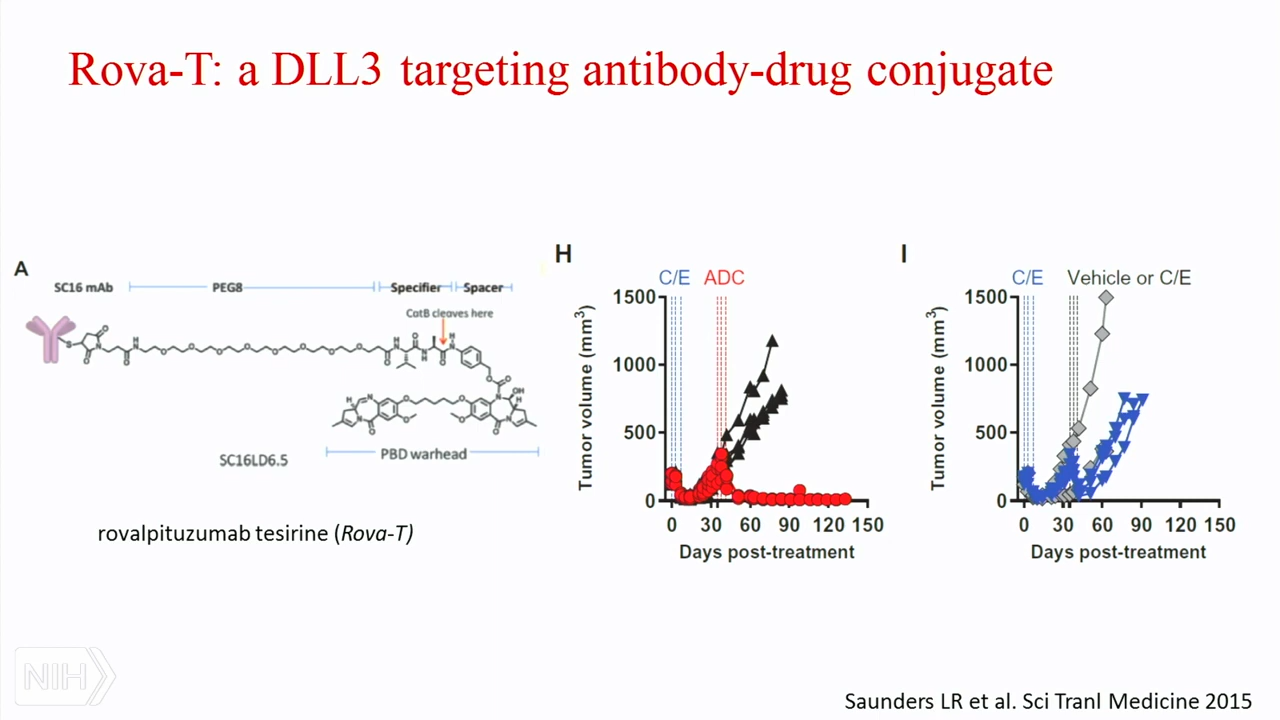 Rova-T: a DLL3 targeting antibody-drug conjugate
A
SC16 mAb PEG8 Specifier Spacer
CatB cleaves here
PBD warhead
SC16LD6.5
rovalpituzumab tesirine (Rova-T)
H
C/E ADC
Tumor volume (mm3)
1500
1000
500
0
0 30 60 90 120 150
Days post-treatment
I
C/E Vehicle or C/E
Tumor volume (mm3)
1500
1000
500
0
0 30 60 90 120 150
Days post-treatment
NIH
Saunders LR et al. Sci Tranl Medicine 2015